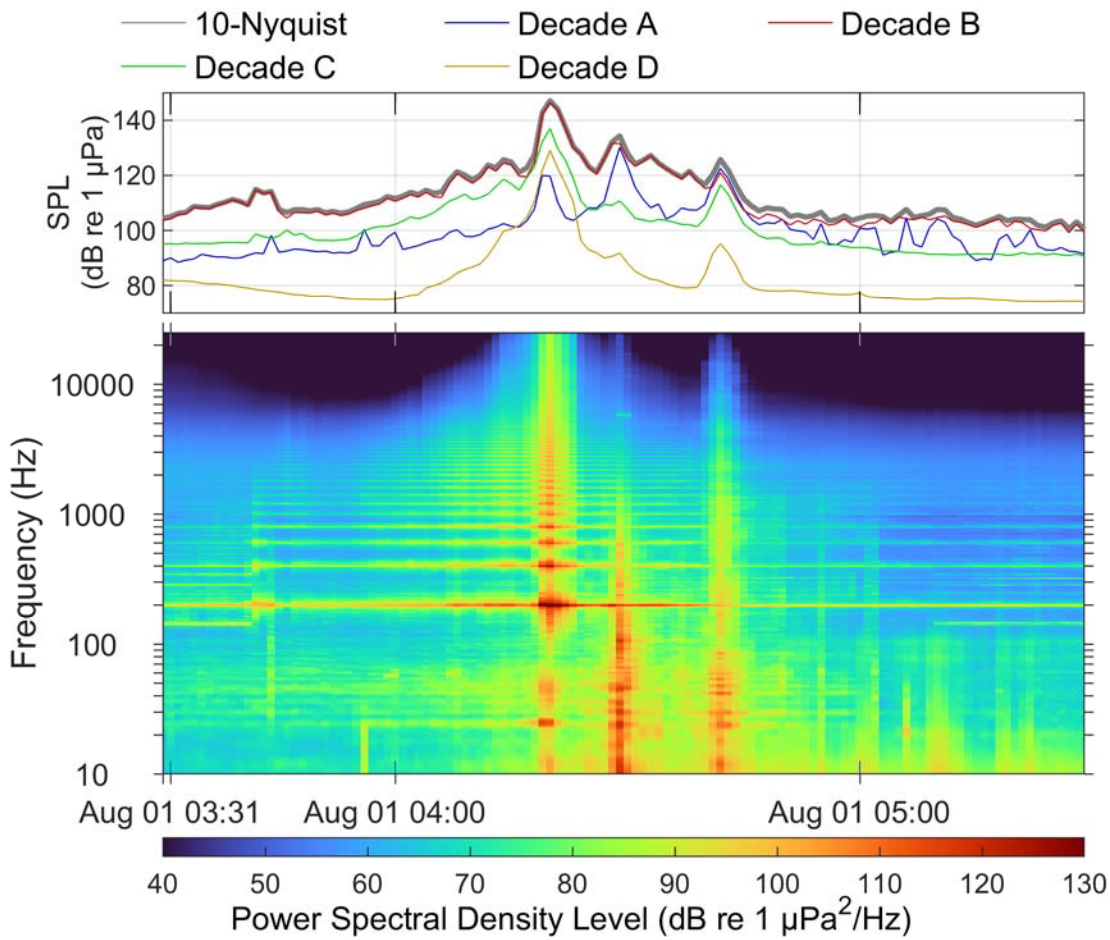 10-Nyquist Decade A Decade B
Decade C Decade D
SPL
(dB re 1 µPa)
140
120
100
80
Frequency (Hz)
10000
1000
100
10
Aug 01 03:31 Aug 01 04:00 Aug 01 05:00
40 50 60 70 80 90 100 110 120 130
Power Spectral Density Level (dB re 1 µPa²/Hz)